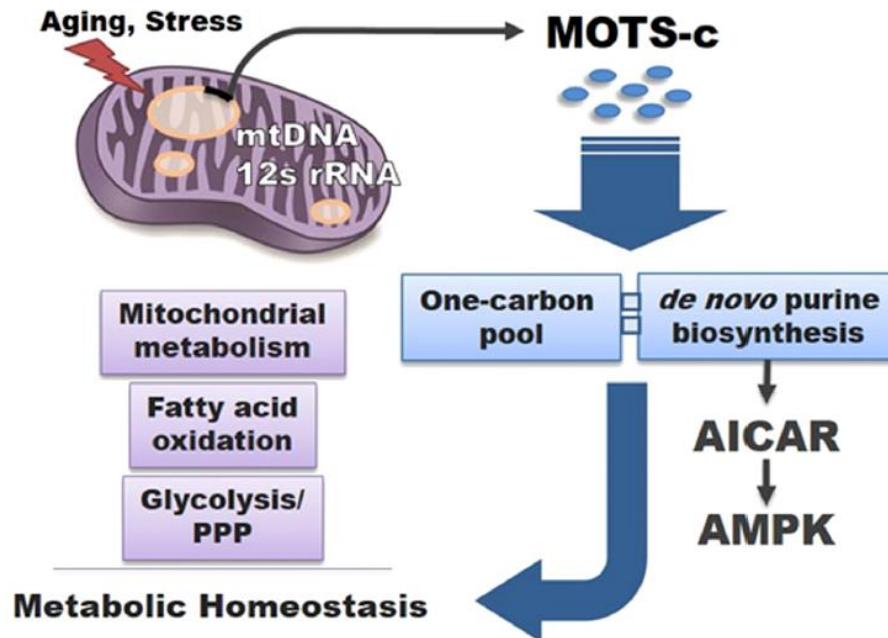 Aging, Stress
MOTS-c
mtDNA
12s rRNA
One-carbon
pool
de novo purine
biosynthesis
Mitochondrial
metabolism
Fatty acid
oxidation
Glycolysis/
PPP
AICAR
AMPK
Metabolic Homeostasis